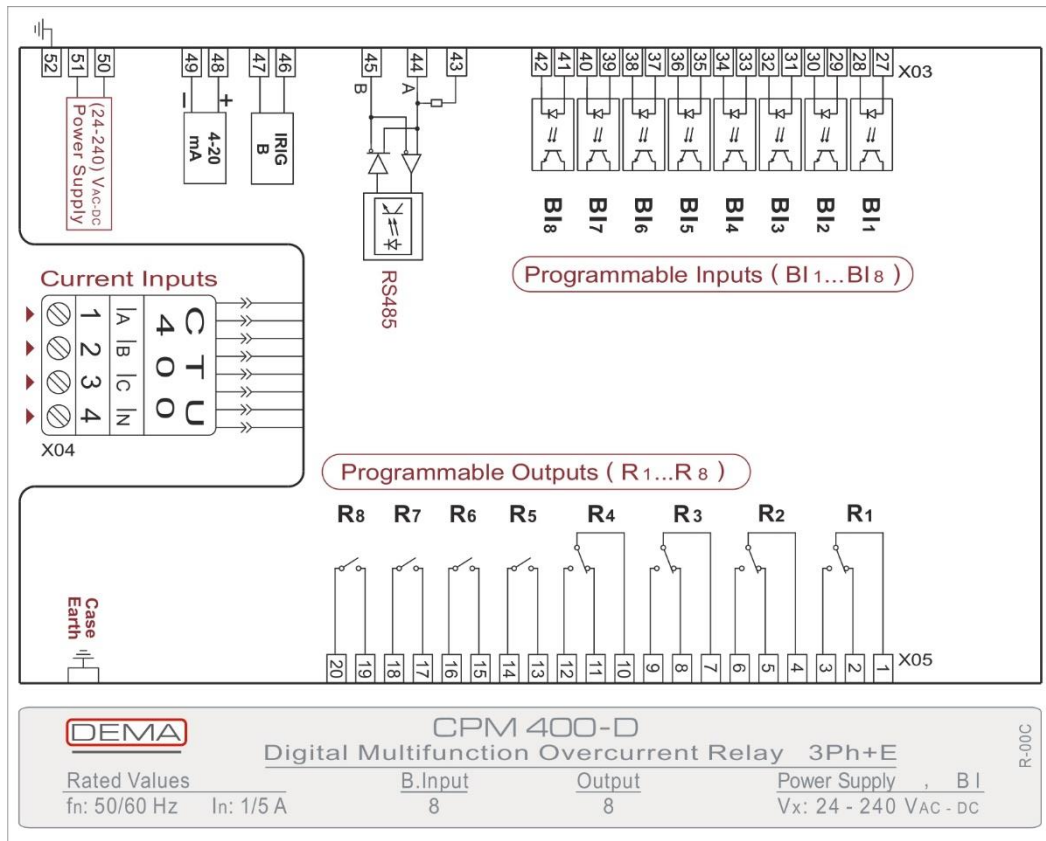 52 51 50 49 48 47 46 45 44 43 42 41 40 39 38 37 36 35 34 33 32 31 30 29 28 27 X03
(24-240) VAC-DC
Power Supply
− +
4-20
mA
IRIG
B
B A
RS485
BI8 BI7 BI6 BI5 BI4 BI3 BI2 BI1
Programmable Inputs ( BI 1...BI 8 )
Current Inputs
1 IA
2 IB
3 IC
4 IN
CTU
400
X04
Programmable Outputs ( R 1...R 8 )
R8 R7 R6 R5 R4 R3 R2 R1
Case
Earth
20 19 18 17 16 15 14 13 12 11 10 9 8 7 6 5 4 3 2 1 X05
DEMA
CPM 400-D
Digital Multifunction Overcurrent Relay 3Ph+E
Rated Values B.Input Output Power Supply , B I
fn: 50/60 Hz In: 1/5 A 8 8 Vx: 24 - 240 VAC - DC
R-00C